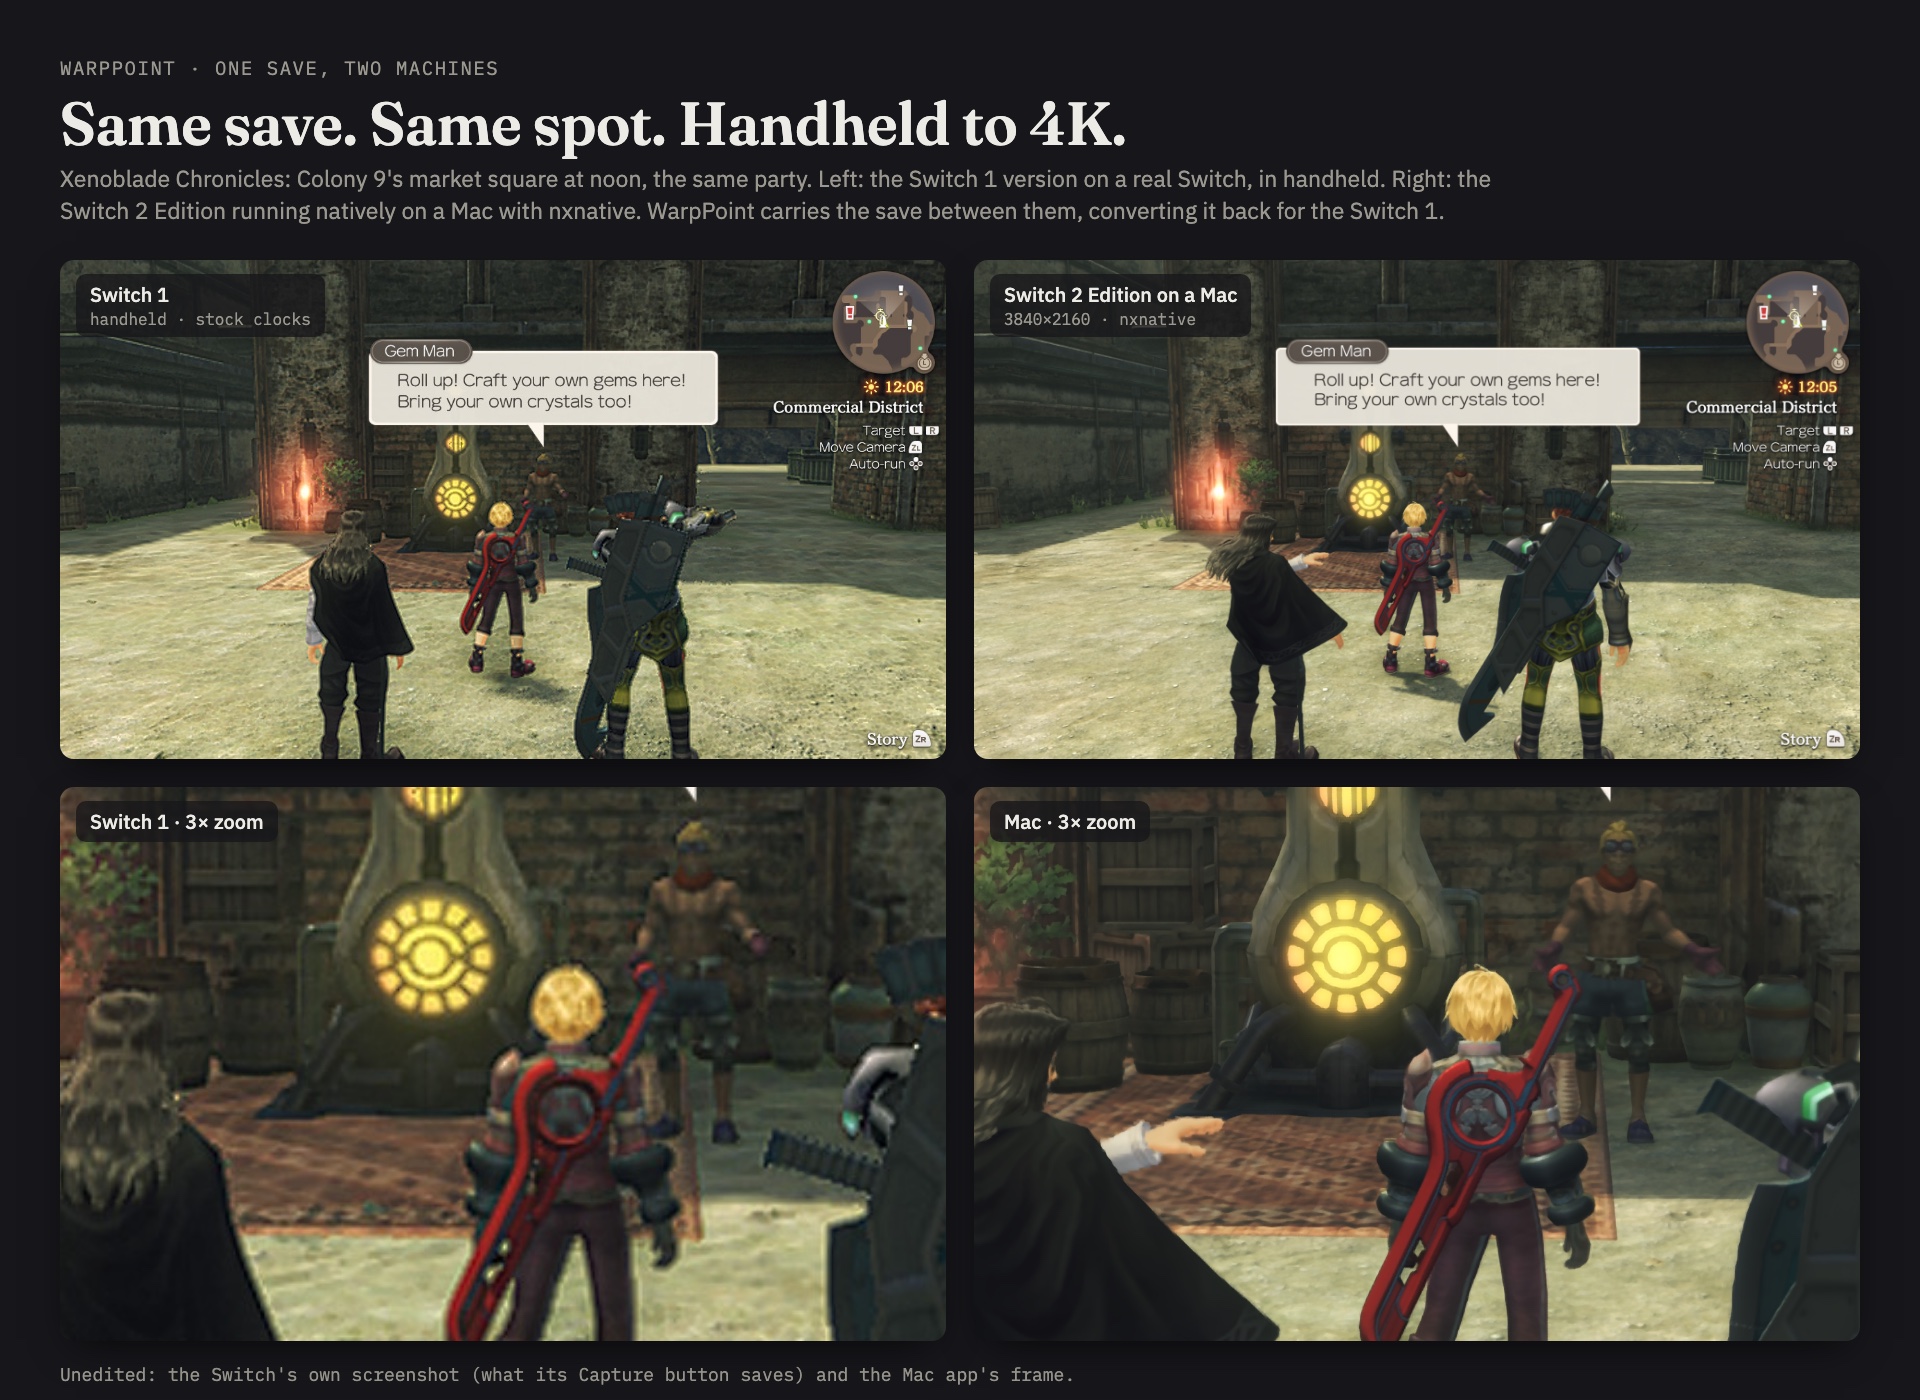 WARPPOINT · ONE SAVE, TWO MACHINES
Same save. Same spot. Handheld to 4K.
Xenoblade Chronicles: Colony 9's market square at noon, the same party. Left: the Switch 1 version on a real Switch, in handheld. Right: the
Switch 2 Edition running natively on a Mac with nxnative. WarpPoint carries the save between them, converting it back for the Switch 1.
Switch 1
handheld · stock clocks
Gem Man
Roll up! Craft your own gems here!
Bring your own crystals too!
12:06
Commercial District
Target L R
Move Camera ZL
Auto-run
Story ZR
Switch 2 Edition on a Mac
3840×2160 · nxnative
Gem Man
Roll up! Craft your own gems here!
Bring your own crystals too!
12:05
Commercial District
Target L R
Move Camera ZL
Auto-run
Story ZR
Switch 1 · 3× zoom
Mac · 3× zoom
Unedited: the Switch's own screenshot (what its Capture button saves) and the Mac app's frame.